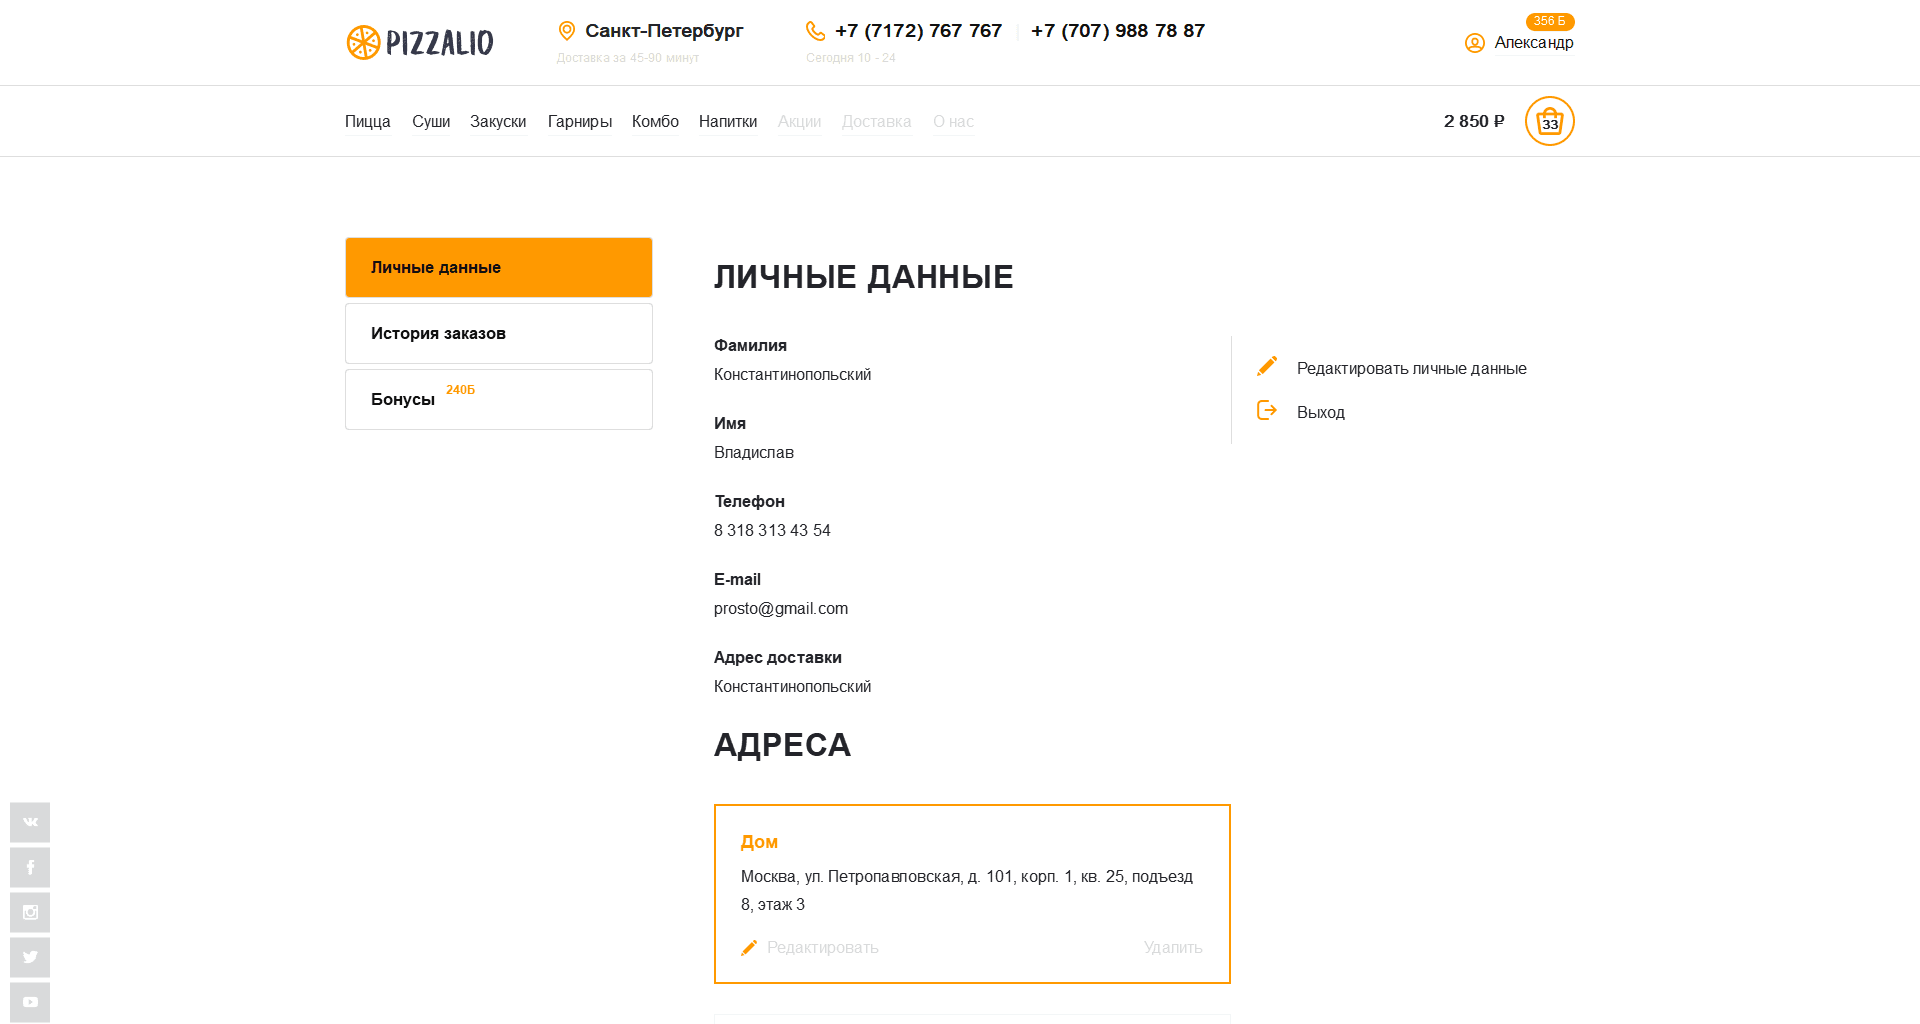 PIZZALIO
Санкт-Петербург
Доставка за 45-90 минут
+7 (7172) 767 767
+7 (707) 988 78 87
Сегодня 10 - 24
356 Б
Александр
Пицца Суши Закуски Гарниры Комбо Напитки Акции Доставка О нас
2 850 ₽
33
Личные данные
История заказов
Бонусы 240Б
ЛИЧНЫЕ ДАННЫЕ
Фамилия
Константинопольский
Имя
Владислав
Телефон
8 318 313 43 54
E-mail
prosto@gmail.com
Адрес доставки
Константинопольский
Редактировать личные данные
Выход
АДРЕСА
Дом
Москва, ул. Петропавловская, д. 101, корп. 1, кв. 25, подъезд
8, этаж 3
Редактировать
Удалить